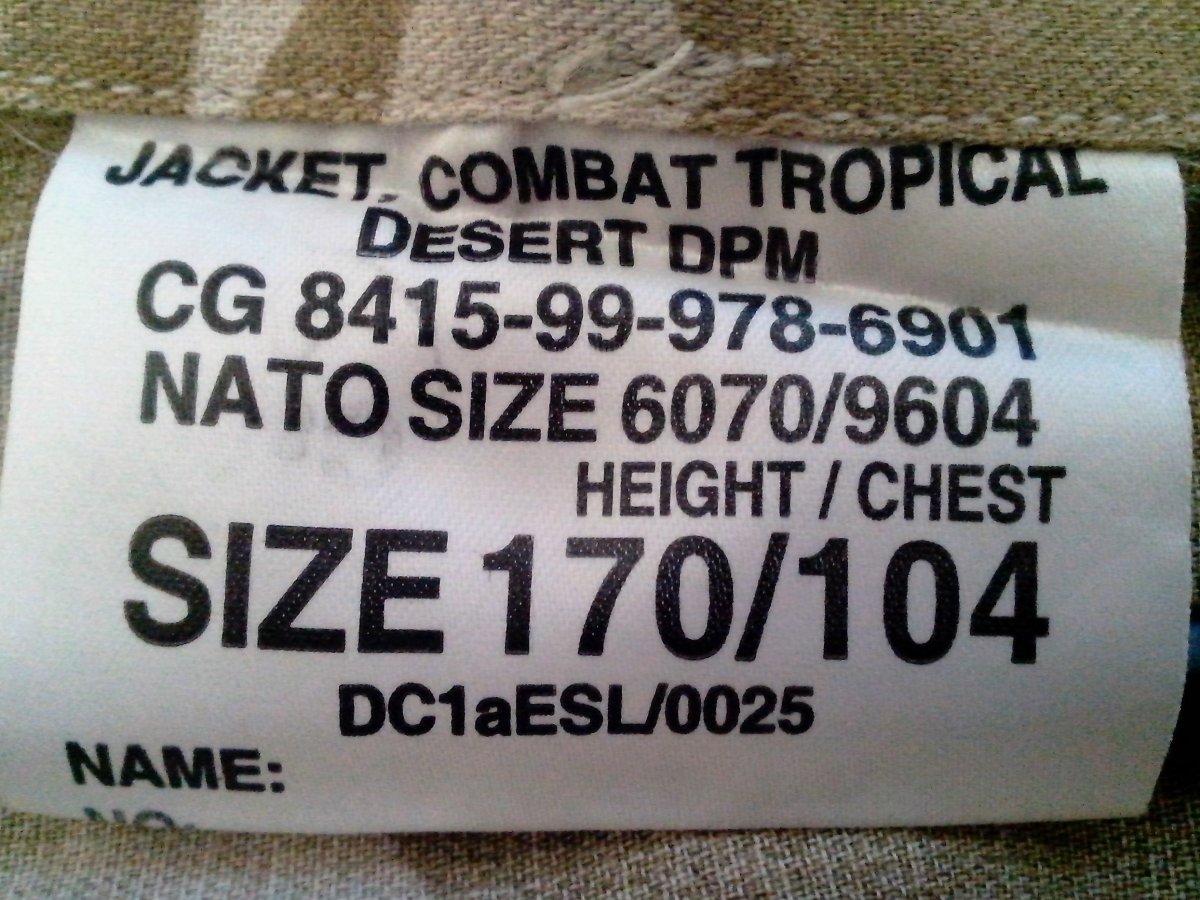 JACKET, COMBAT TROPICAL
DESERT DPM
CG 8415-99-978-6901
NATO SIZE 6070/9604
HEIGHT / CHEST
SIZE 170/104
DC1aESL/0025
NAME:
NO: